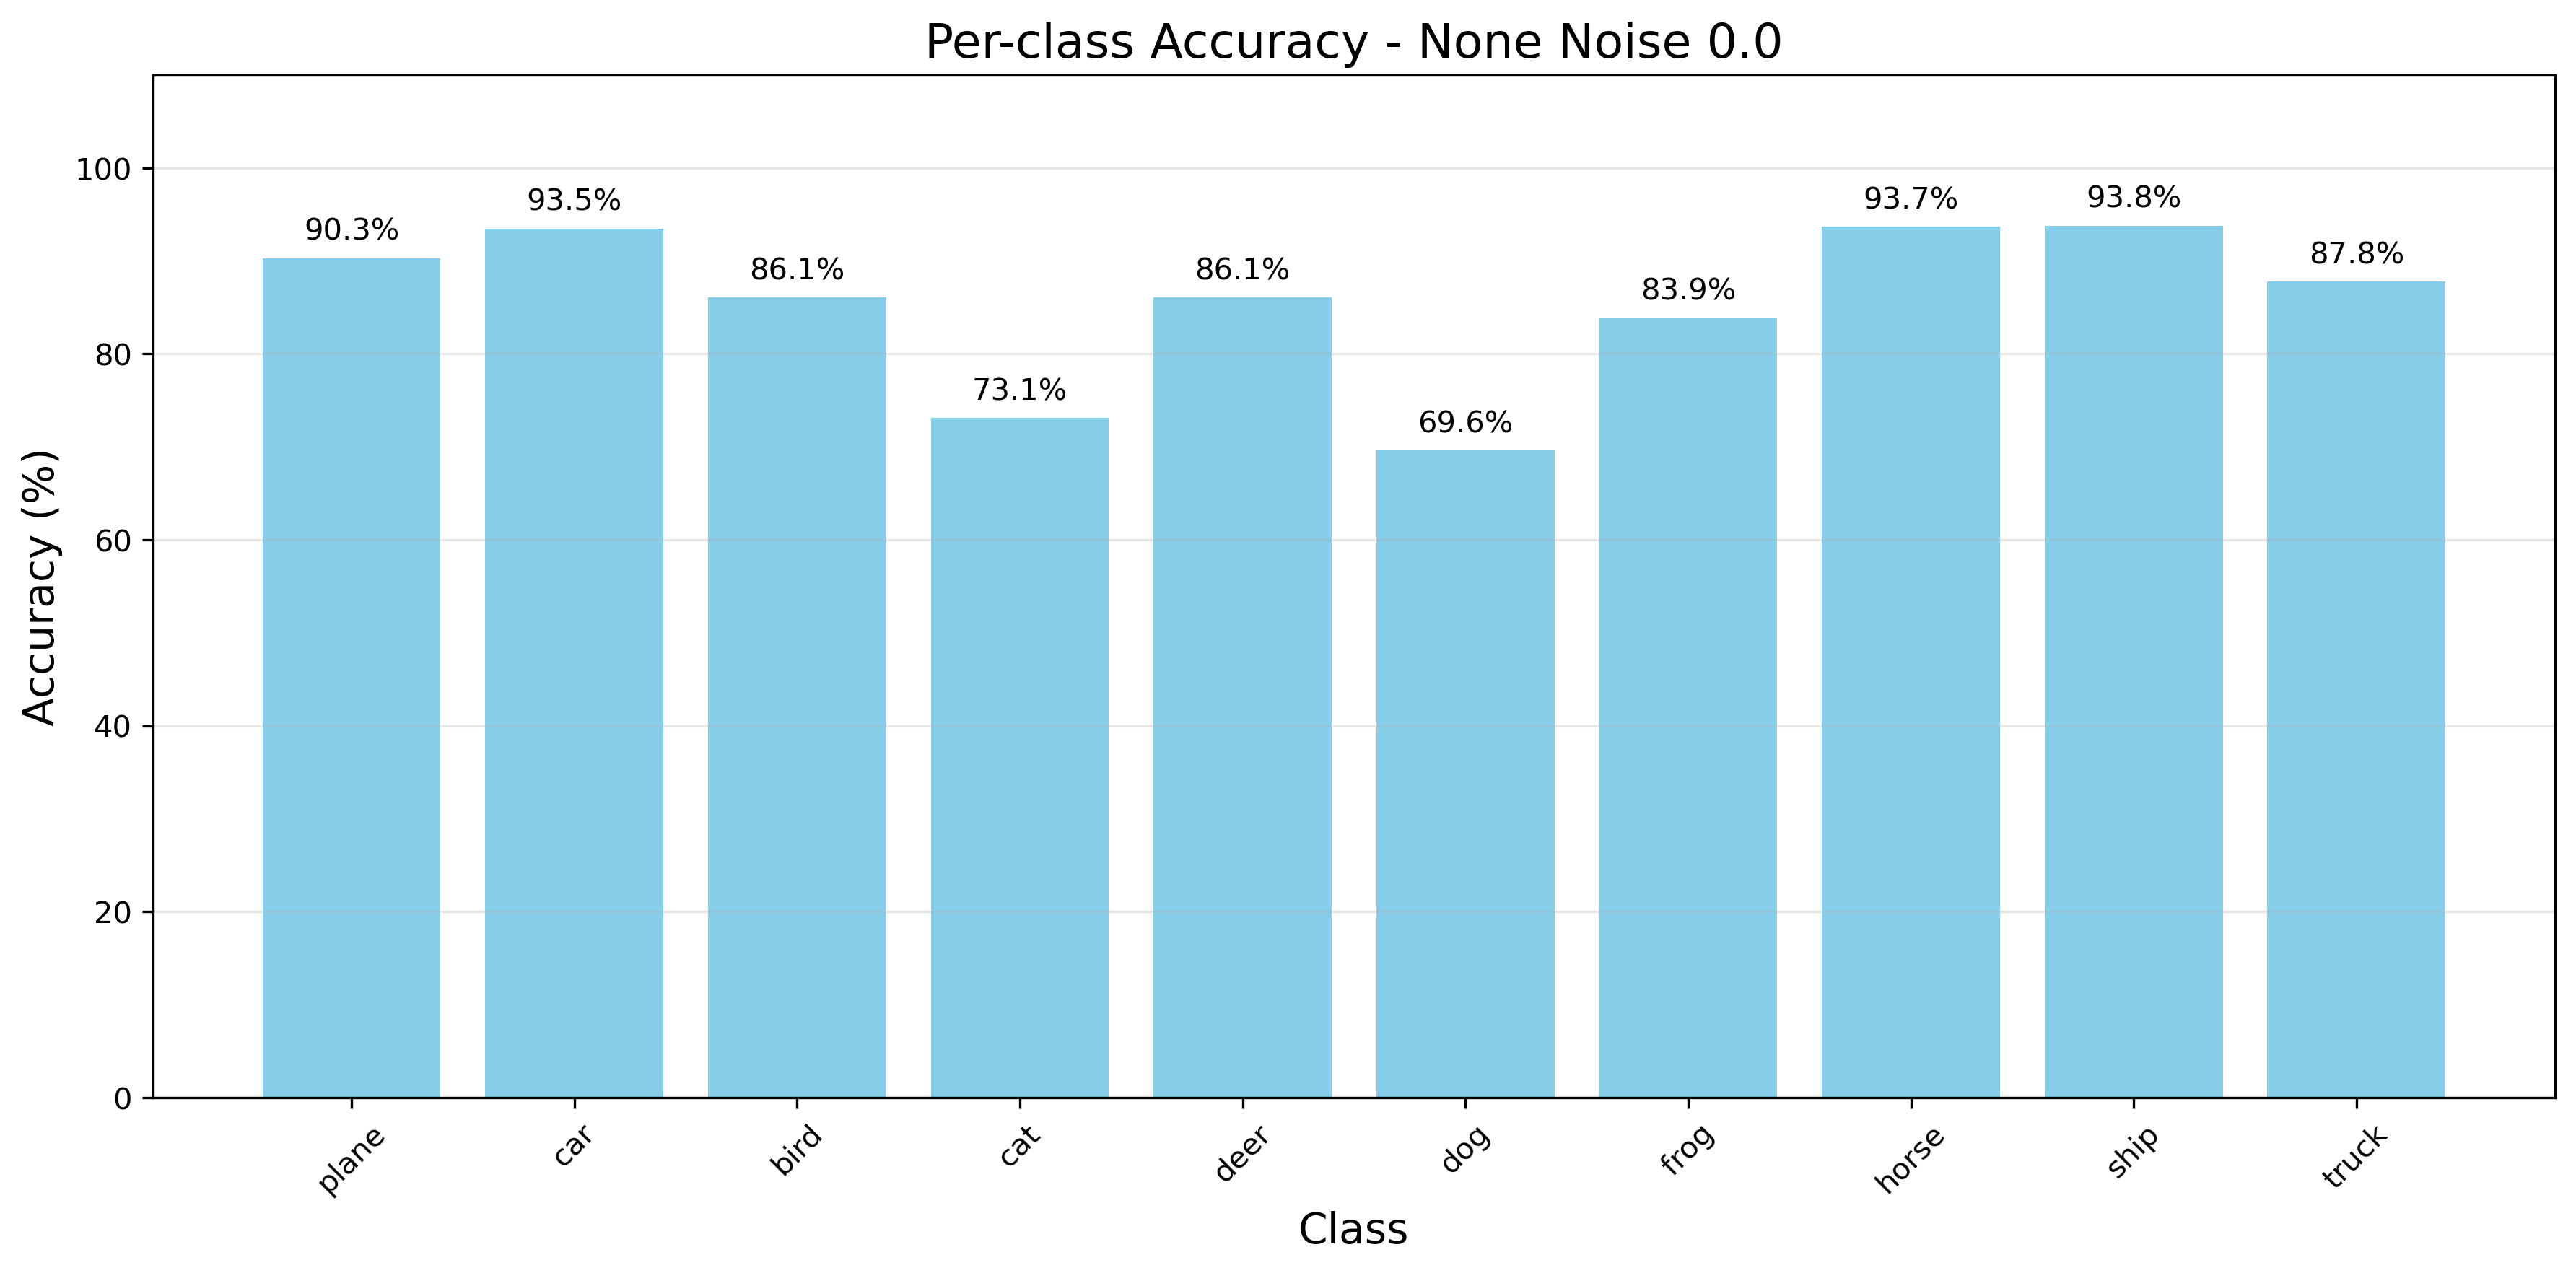 Per-class Accuracy - None Noise 0.0
Accuracy (%)
100
80
60
40
20
0
90.3%
93.5%
86.1%
73.1%
86.1%
69.6%
83.9%
93.7%
93.8%
87.8%
plane
car
bird
cat
deer
dog
frog
horse
ship
truck
Class